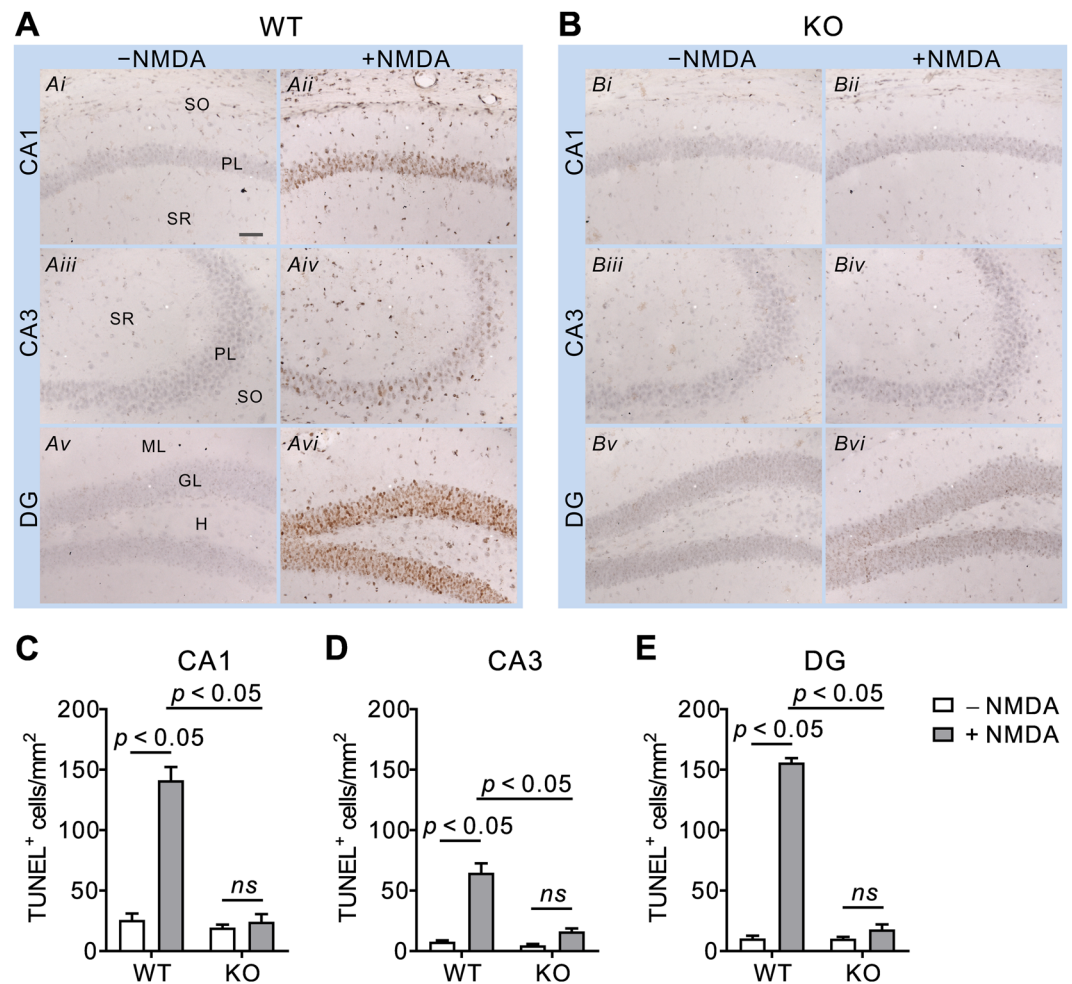 A
WT
−NMDA
+NMDA
CA1
Ai
SO
PL
SR
Aii
CA3
Aiii
SR
PL
SO
Aiv
DG
Av
ML
GL
H
Avi
B
KO
−NMDA
+NMDA
CA1
Bi
Bii
CA3
Biii
Biv
DG
Bv
Bvi
C
CA1
TUNEL+ cells/mm2
200
150
100
50
0
p < 0.05
p < 0.05
ns
WT
KO
D
CA3
TUNEL+ cells/mm2
200
150
100
50
0
p < 0.05
p < 0.05
ns
WT
KO
E
DG
TUNEL+ cells/mm2
200
150
100
50
0
p < 0.05
p < 0.05
ns
WT
KO
− NMDA
+ NMDA